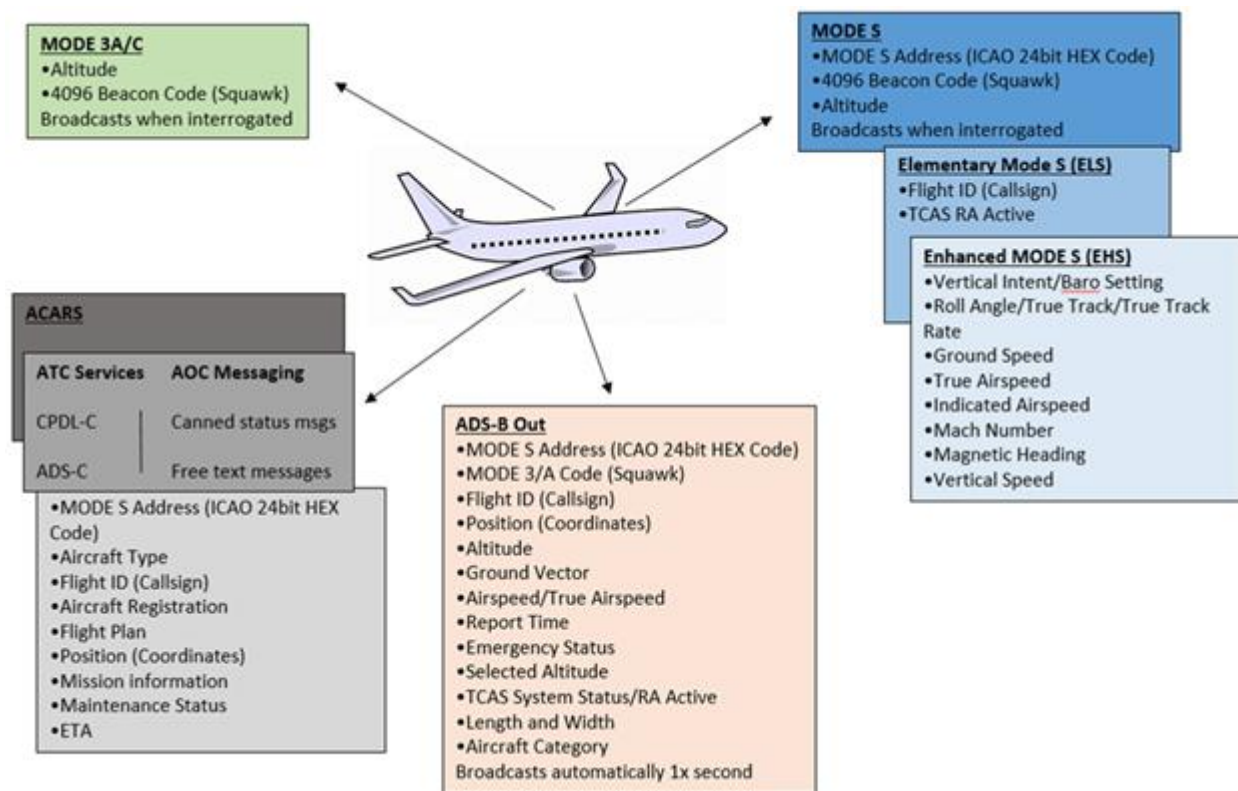 MODE 3A/C
•Altitude
•4096 Beacon Code (Squawk)
Broadcasts when interrogated
MODE S
•MODE S Address (ICAO 24bit HEX Code)
•4096 Beacon Code (Squawk)
•Altitude
Broadcasts when interrogated
Elementary Mode S (ELS)
•Flight ID (Callsign)
•TCAS RA Active
Enhanced MODE S (EHS)
•Vertical Intent/Baro Setting
•Roll Angle/True Track/True Track
Rate
•Ground Speed
•True Airspeed
•Indicated Airspeed
•Mach Number
•Magnetic Heading
•Vertical Speed
ACARS
ATC Services AOC Messaging
CPDL-C Canned status msgs
ADS-C Free text messages
•MODE S Address (ICAO 24bit HEX
Code)
•Aircraft Type
•Flight ID (Callsign)
•Aircraft Registration
•Flight Plan
•Position (Coordinates)
•Mission information
•Maintenance Status
•ETA
ADS-B Out
•MODE S Address (ICAO 24bit HEX Code)
•MODE 3/A Code (Squawk)
•Flight ID (Callsign)
•Position (Coordinates)
•Altitude
•Ground Vector
•Airspeed/True Airspeed
•Report Time
•Emergency Status
•Selected Altitude
•TCAS System Status/RA Active
•Length and Width
•Aircraft Category
Broadcasts automatically 1x second